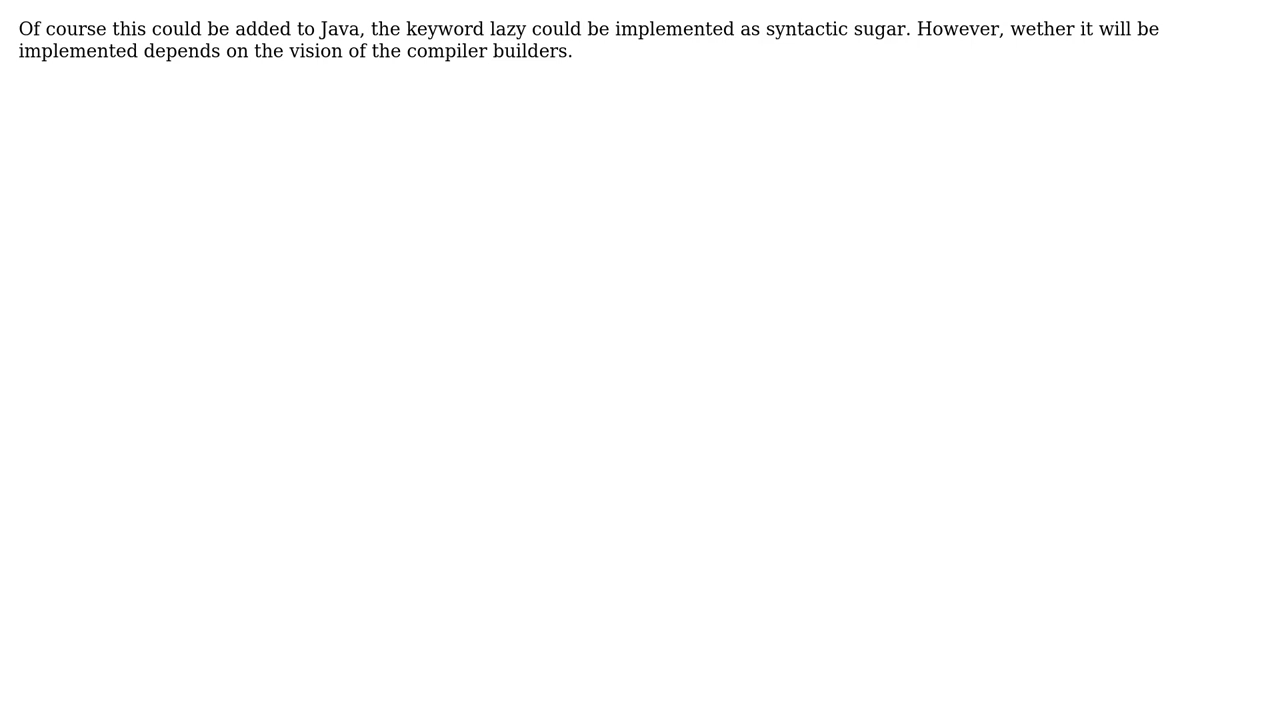 Of course this could be added to Java, the keyword lazy could be implemented as syntactic sugar. However, wether it will be
implemented depends on the vision of the compiler builders.